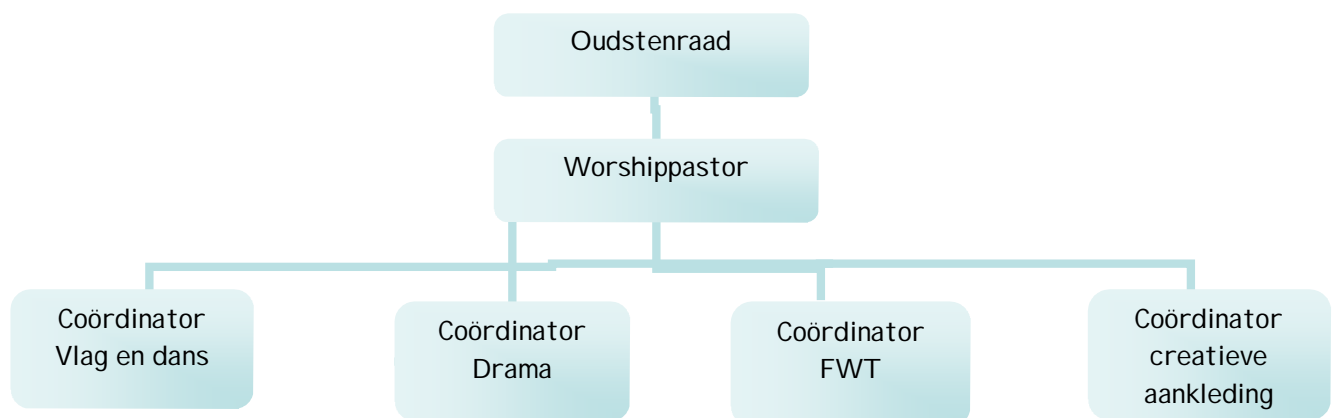 Oudstenraad
Worshippastor
Coördinator
Vlag en dans
Coördinator
Drama
Coördinator
FWT
Coördinator
creatieve
aankleding